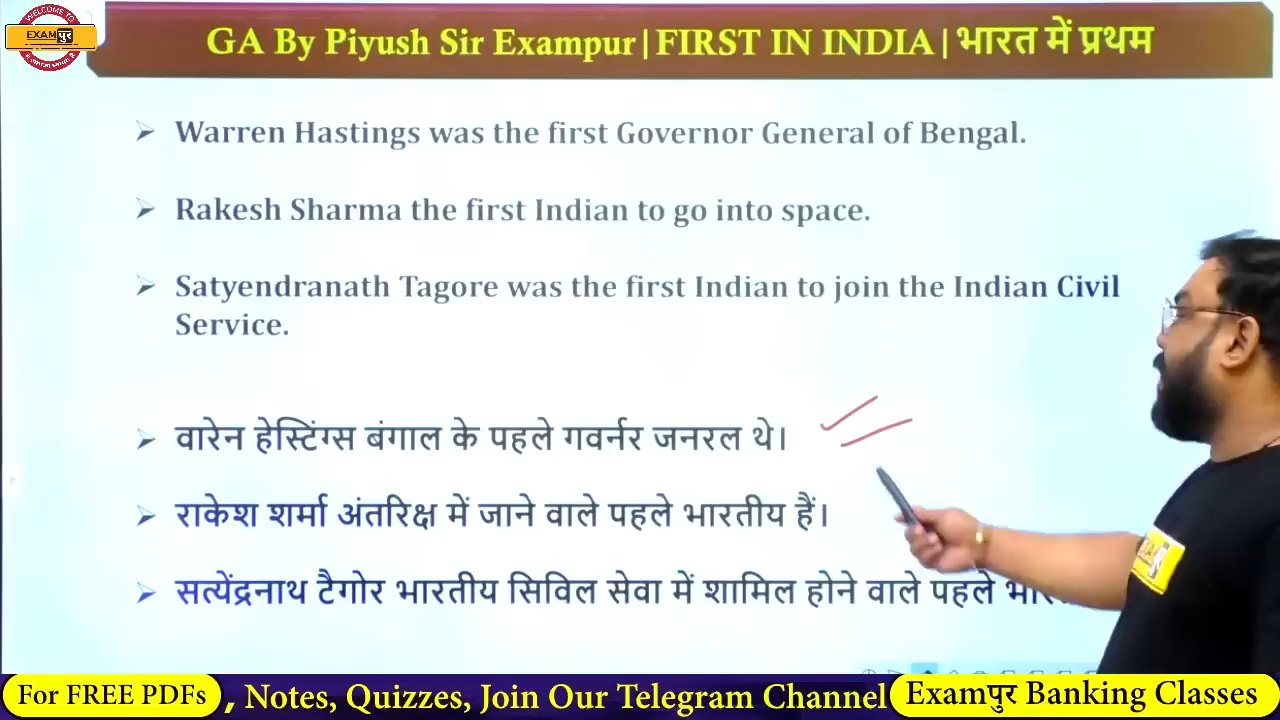 WELCOME TO
EXAMपुर
GA By Piyush Sir Exampur | FIRST IN INDIA | भारत में प्रथम
➢ Warren Hastings was the first Governor General of Bengal.
➢ Rakesh Sharma the first Indian to go into space.
➢ Satyendranath Tagore was the first Indian to join the Indian Civil
Service.
➢ वारेन हेस्टिंग्स बंगाल के पहले गवर्नर जनरल थे।
➢ राकेश शर्मा अंतरिक्ष में जाने वाले पहले भारतीय हैं।
➢ सत्येंद्रनाथ टैगोर भारतीय सिविल सेवा में शामिल होने वाले पहले
For FREE PDFs , Notes, Quizzes, Join Our Telegram Channel Examपुर Banking Classes